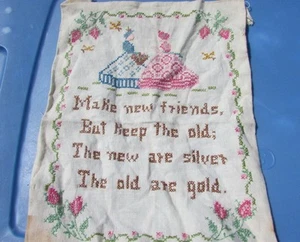 Make new friends,
But keep the old;
The new are silver
The old are gold.